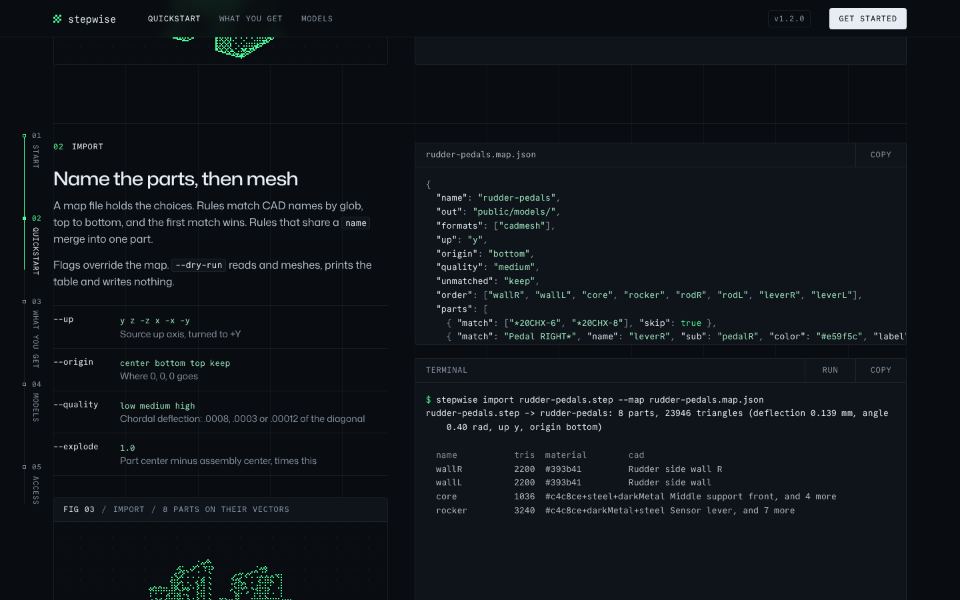 stepwise
QUICKSTART
WHAT YOU GET
MODELS
v1.2.0
GET STARTED
01
START
02
QUICKSTART
03
WHAT YOU GET
04
MODELS
05
ACCESS
02 IMPORT
Name the parts, then mesh
A map file holds the choices. Rules match CAD names by glob,
top to bottom, and the first match wins. Rules that share a name
merge into one part.
Flags override the map. --dry-run reads and meshes, prints the
table and writes nothing.
--up y z -z x -x -y
Source up axis, turned to +Y
--origin center bottom top keep
Where 0, 0, 0 goes
--quality low medium high
Chordal deflection: .0008, .0003 or .00012 of the diagonal
--explode 1.0
Part center minus assembly center, times this
FIG 03 / IMPORT / 8 PARTS ON THEIR VECTORS
rudder-pedals.map.json
COPY
{
"name": "rudder-pedals",
"out": "public/models/",
"formats": ["cadmesh"],
"up": "y",
"origin": "bottom",
"quality": "medium",
"unmatched": "keep",
"order": ["wallR", "wallL", "core", "rocker", "rodR", "rodL", "leverR", "leverL"],
"parts": [
{ "match": ["*20CHX-6", "*20CHX-8"], "skip": true },
{ "match": "Pedal RIGHT*", "name": "leverR", "sub": "pedalR", "color": "#e59f5c", "label"
TERMINAL
RUN
COPY
$ stepwise import rudder-pedals.step --map rudder-pedals.map.json
rudder-pedals.step -> rudder-pedals: 8 parts, 23946 triangles (deflection 0.139 mm, angle
0.40 rad, up y, origin bottom)
name tris material cad
wallR 2200 #393b41 Rudder side wall R
wallL 2200 #393b41 Rudder side wall
core 1036 #c4c8ce+steel+darkMetal Middle support front, and 4 more
rocker 3240 #c4c8ce+darkMetal+steel Sensor lever, and 7 more